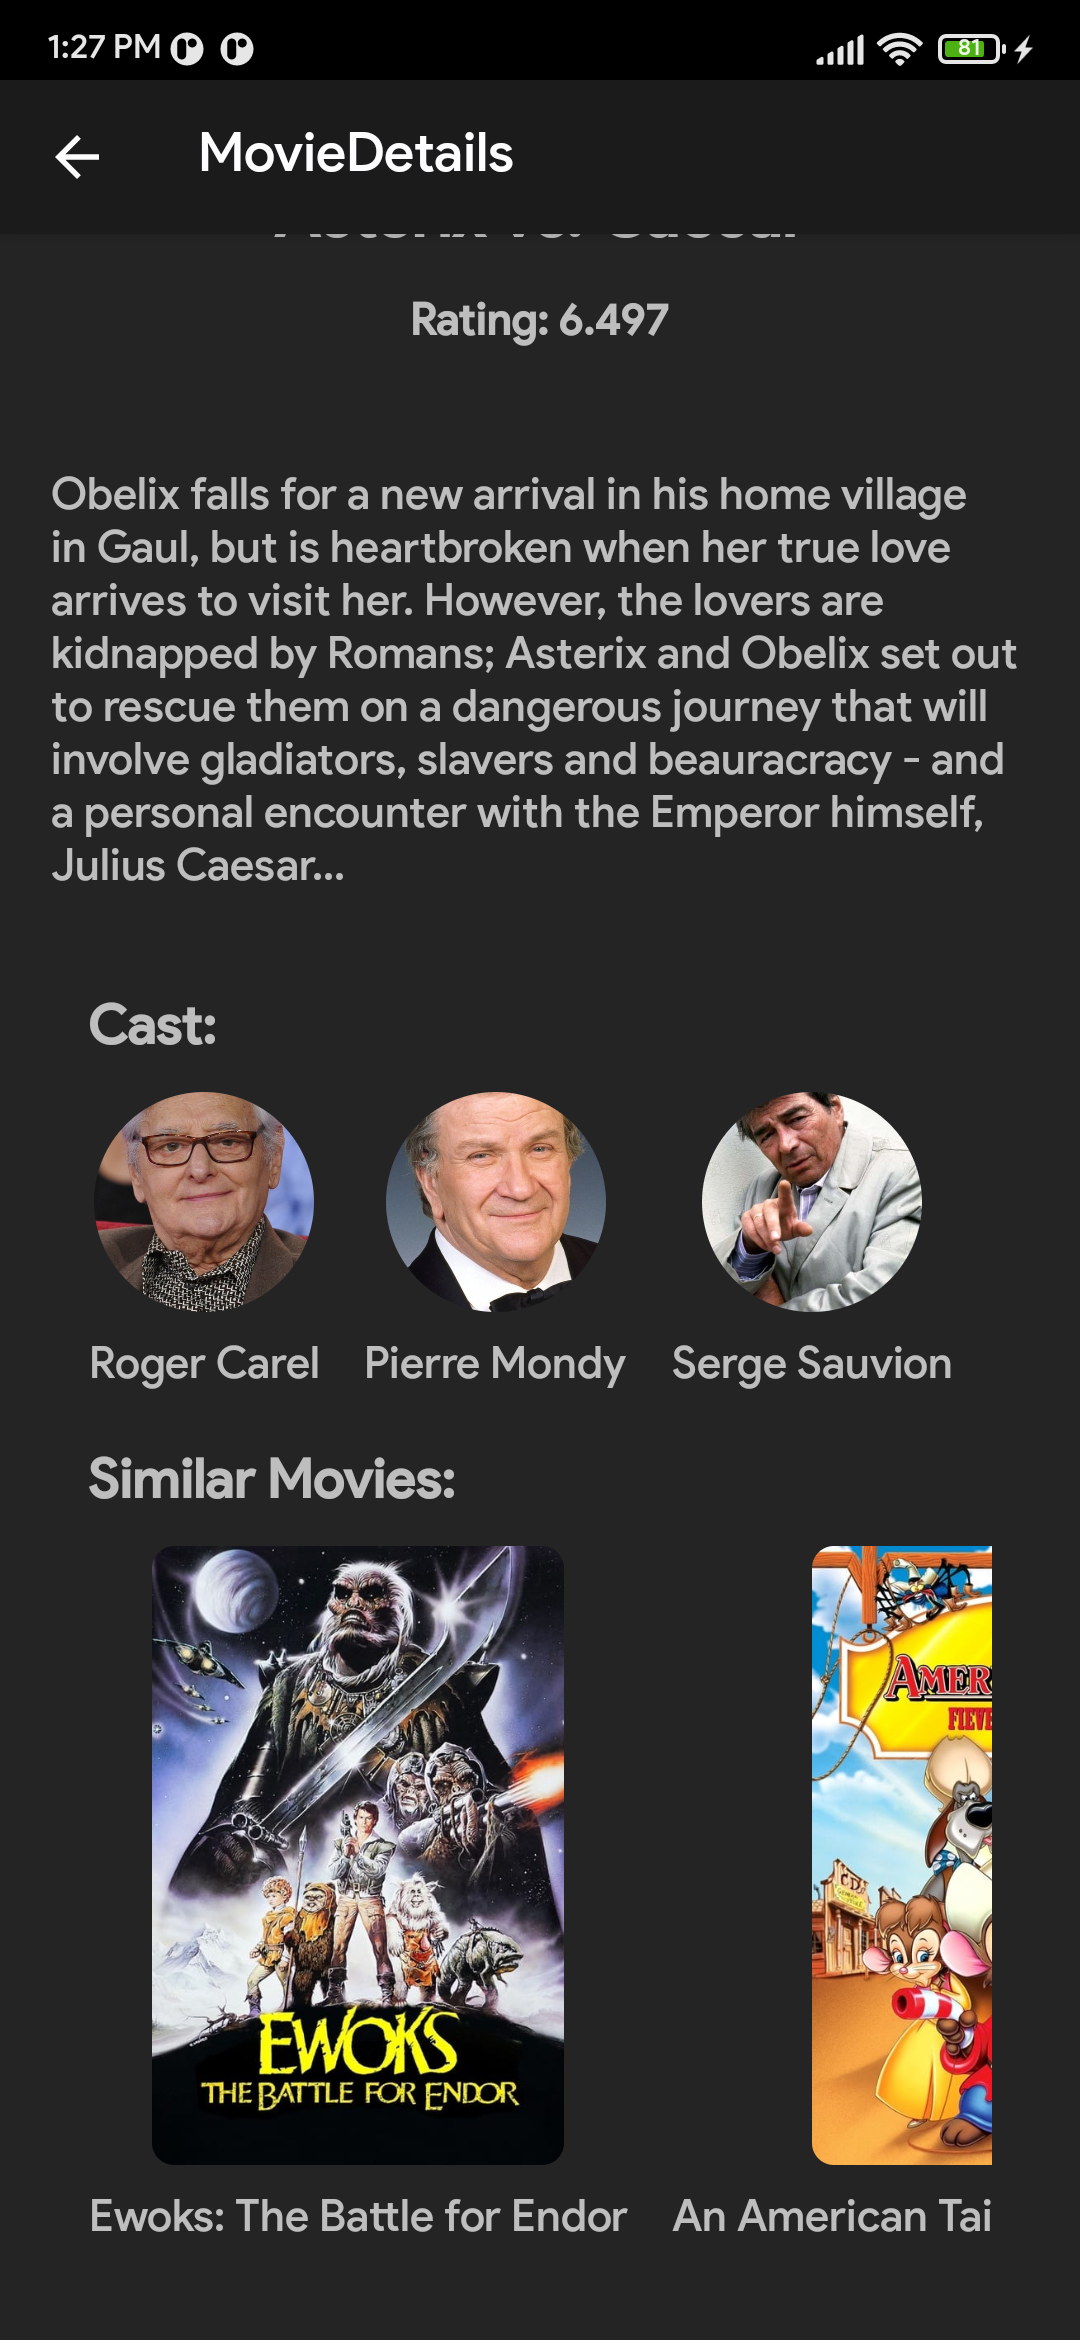 1:27 PM
81
MovieDetails
Asterix vs. Caesar
Rating: 6.497
Obelix falls for a new arrival in his home village
in Gaul, but is heartbroken when her true love
arrives to visit her. However, the lovers are
kidnapped by Romans; Asterix and Obelix set out
to rescue them on a dangerous journey that will
involve gladiators, slavers and beauracracy - and
a personal encounter with the Emperor himself,
Julius Caesar...
Cast:
Roger Carel
Pierre Mondy
Serge Sauvion
Similar Movies:
EWOKS
THE BATTLE FOR ENDOR
AMER
FIEVE
Ewoks: The Battle for Endor
An American Tai